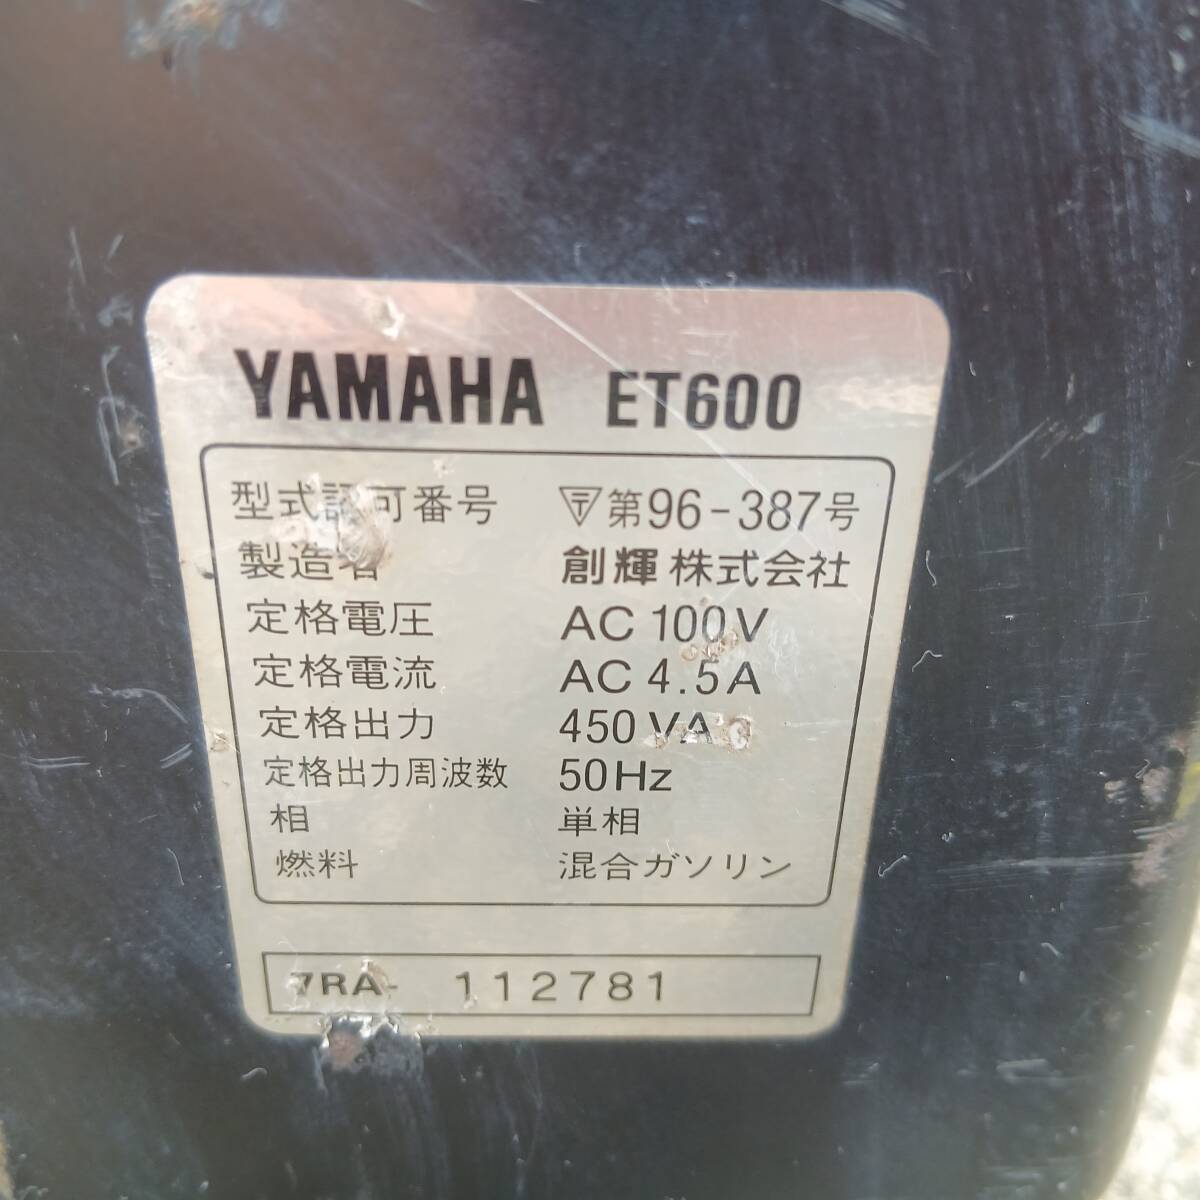 YAMAHA ET600
型式認可番号 第96-387号
製造者 創輝株式会社
定格電圧 AC 100V
定格電流 AC 4.5A
定格出力 450 VA
定格出力周波数 50Hz
相 単相
燃料 混合ガソリン
7RA- 112781